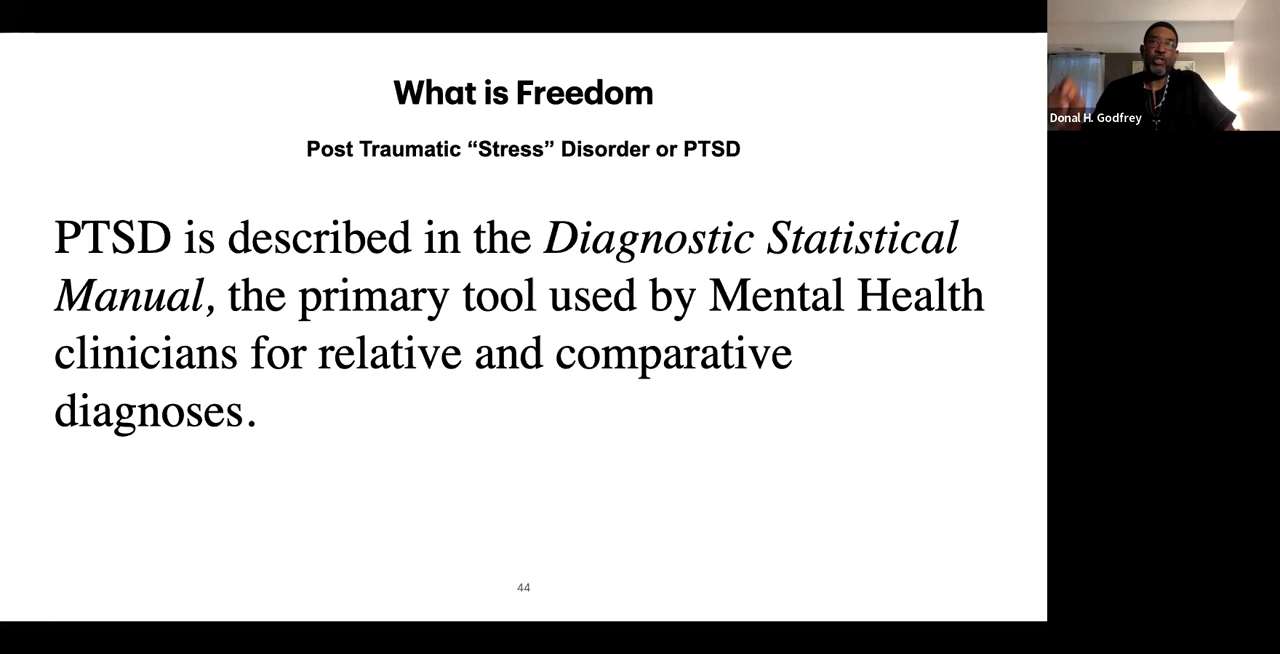 What is Freedom
Post Traumatic “Stress” Disorder or PTSD
PTSD is described in the Diagnostic Statistical
Manual, the primary tool used by Mental Health
clinicians for relative and comparative
diagnoses.
44
Donal H. Godfrey